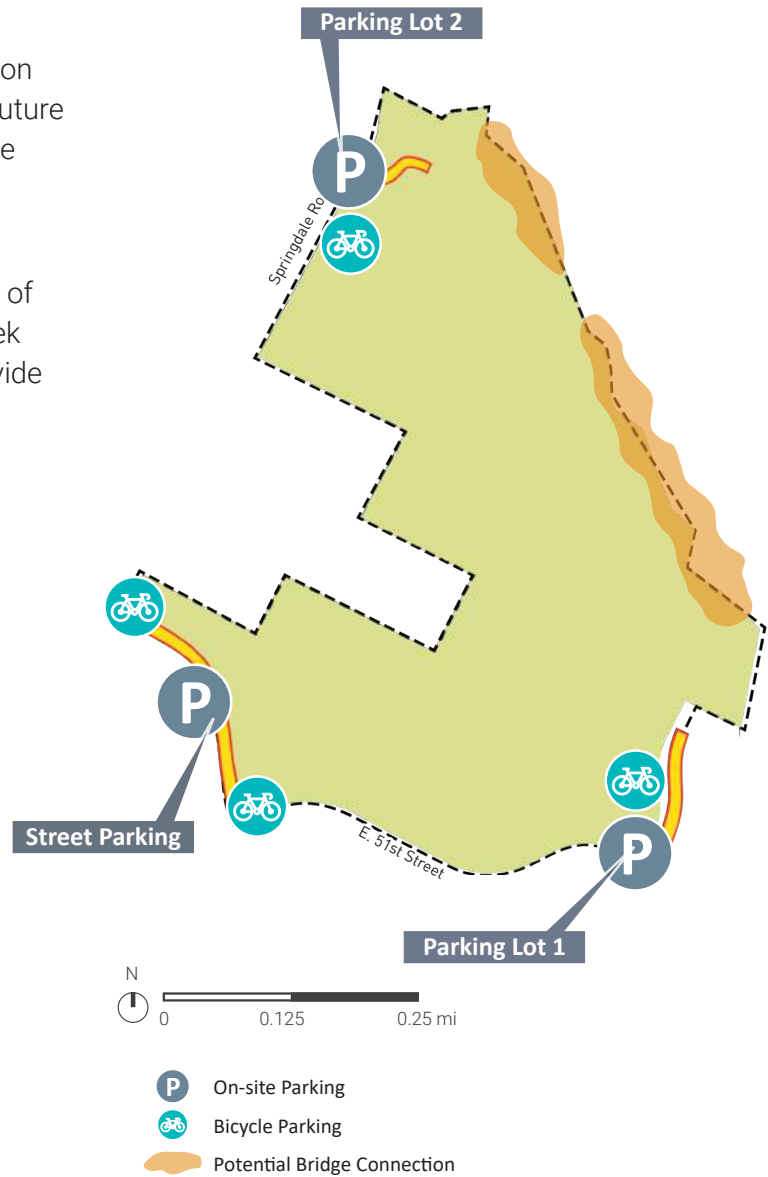 Parking Lot 2
on
uture
e
of
ek
vide
P
Springdale Ro
P
Street Parking
E. 51st Street
P
Parking Lot 1
N
0 0.125 0.25 mi
P On-site Parking
Bicycle Parking
Potential Bridge Connection